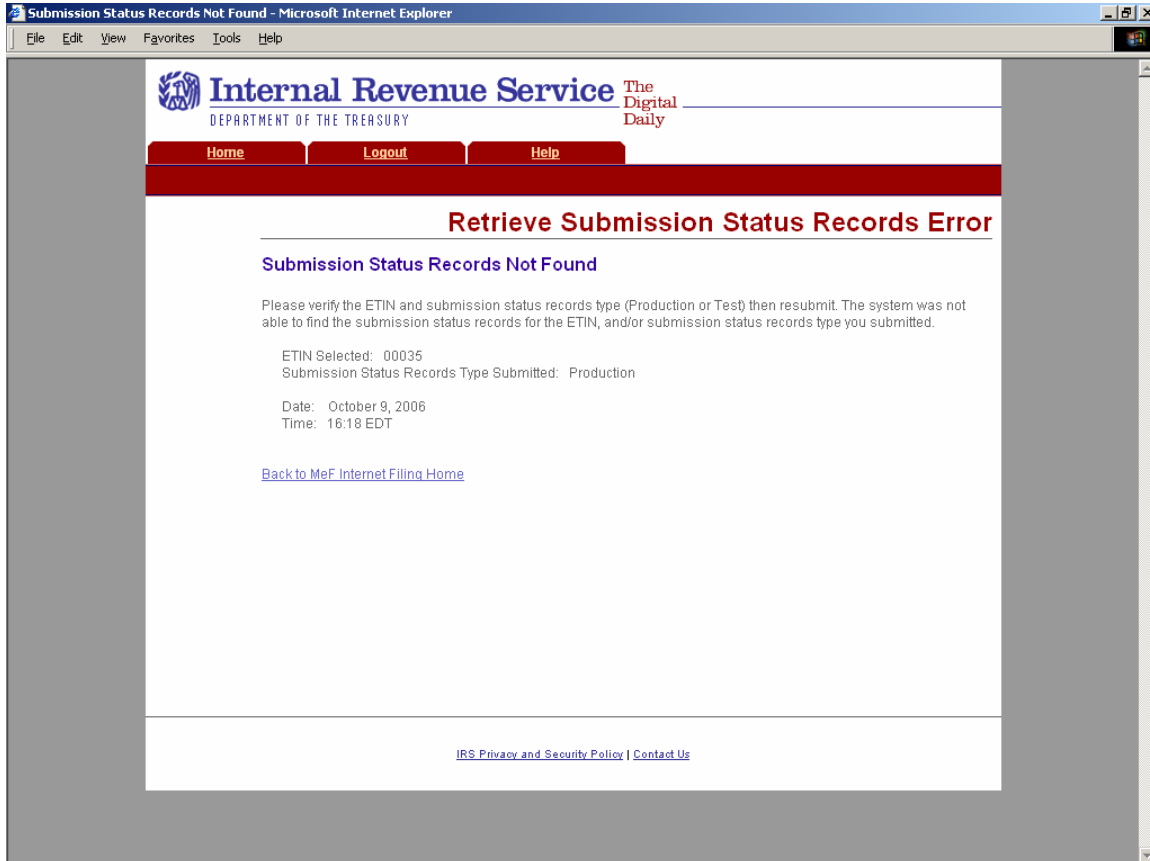 Submission Status Records Not Found - Microsoft Internet Explorer
File Edit View Favorites Tools Help
Internal Revenue Service
DEPARTMENT OF THE TREASURY
The
Digital
Daily
Home Logout Help
Retrieve Submission Status Records Error
Submission Status Records Not Found
Please verify the ETIN and submission status records type (Production or Test) then resubmit. The system was not
able to find the submission status records for the ETIN, and/or submission status records type you submitted.
ETIN Selected: 00035
Submission Status Records Type Submitted: Production
Date: October 9, 2006
Time: 16:18 EDT
Back to MeF Internet Filing Home
IRS Privacy and Security Policy | Contact Us